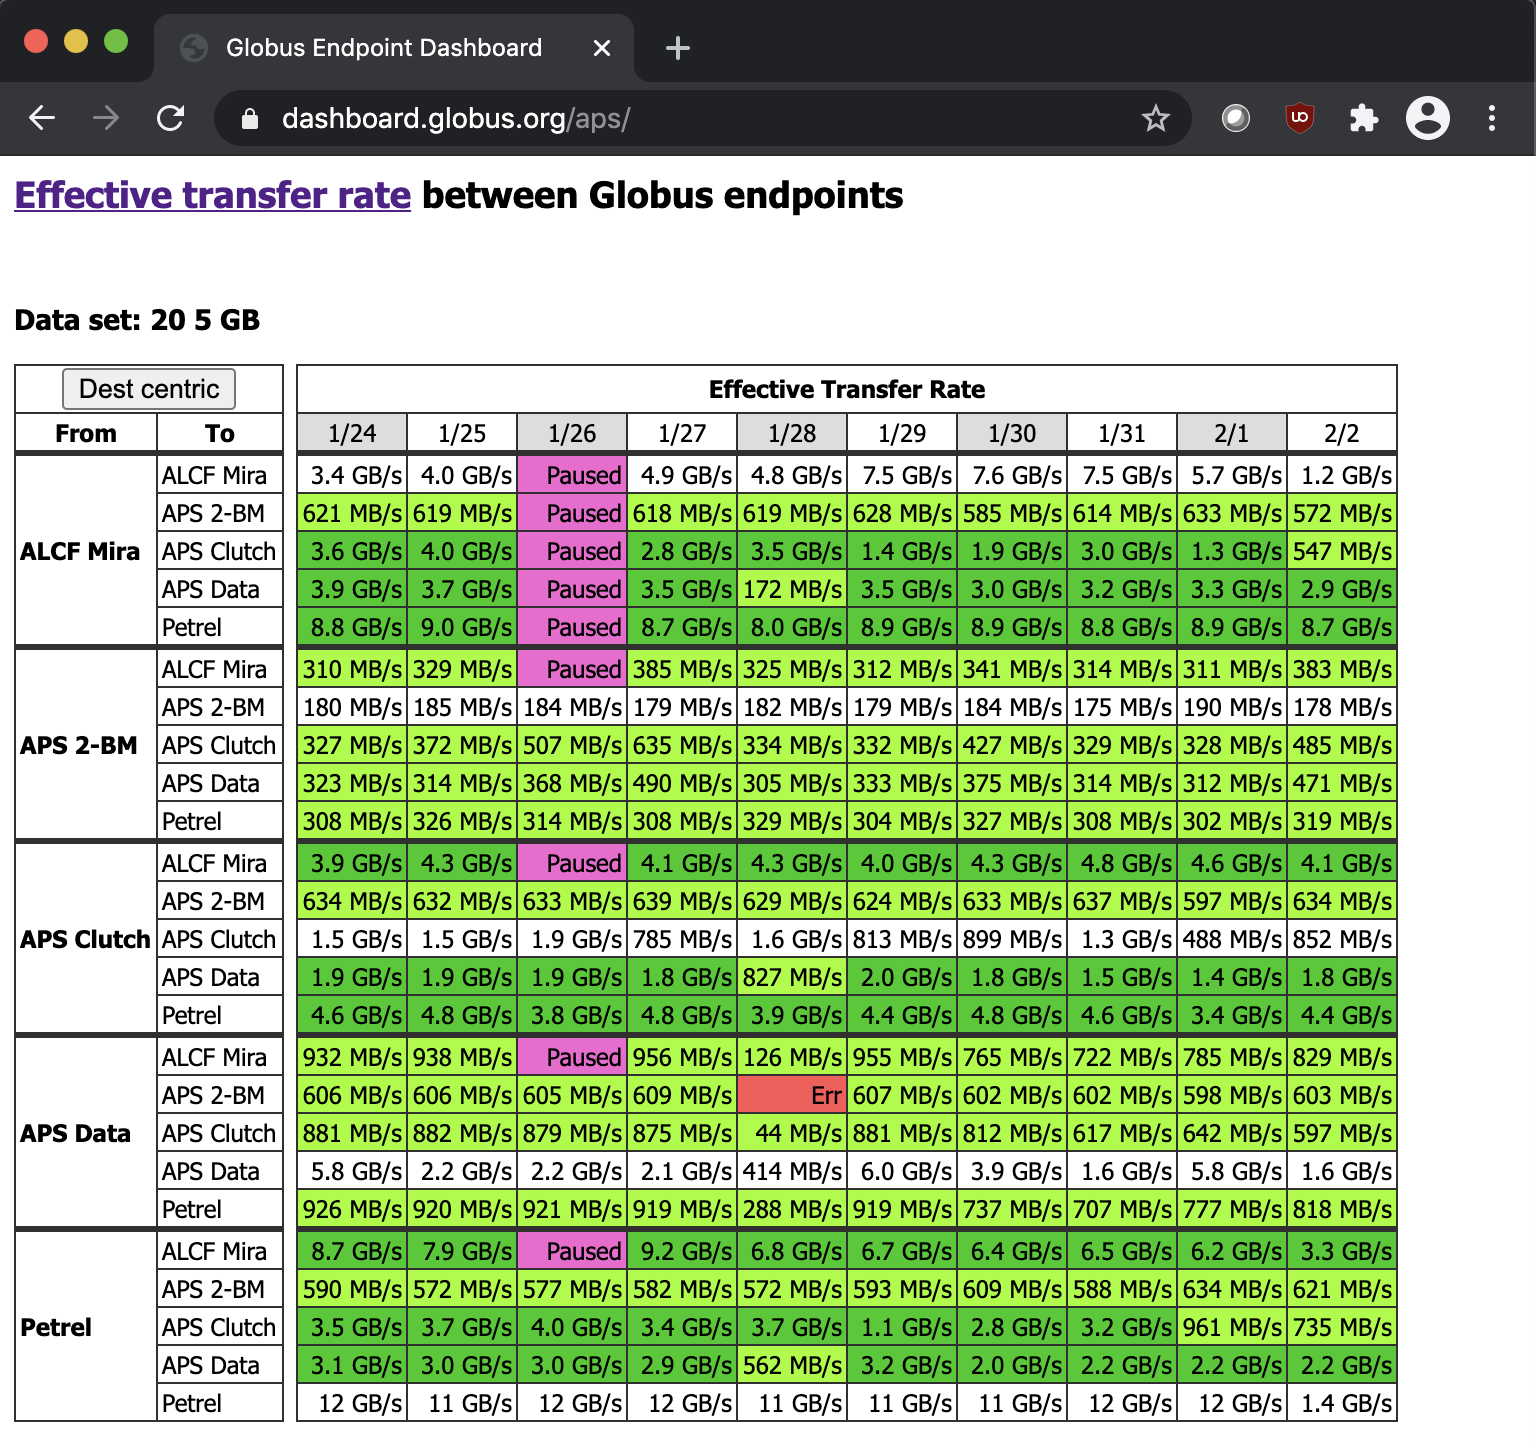 Globus Endpoint Dashboard
dashboard.globus.org/aps/
Effective transfer rate between Globus endpoints
Data set: 20 5 GB
Dest centric Effective Transfer Rate
From To 1/24 1/25 1/26 1/27 1/28 1/29 1/30 1/31 2/1 2/2
ALCF Mira ALCF Mira 3.4 GB/s 4.0 GB/s Paused 4.9 GB/s 4.8 GB/s 7.5 GB/s 7.6 GB/s 7.5 GB/s 5.7 GB/s 1.2 GB/s
APS 2-BM 621 MB/s 619 MB/s Paused 618 MB/s 619 MB/s 628 MB/s 585 MB/s 614 MB/s 633 MB/s 572 MB/s
APS Clutch 3.6 GB/s 4.0 GB/s Paused 2.8 GB/s 3.5 GB/s 1.4 GB/s 1.9 GB/s 3.0 GB/s 1.3 GB/s 547 MB/s
APS Data 3.9 GB/s 3.7 GB/s Paused 3.5 GB/s 172 MB/s 3.5 GB/s 3.0 GB/s 3.2 GB/s 3.3 GB/s 2.9 GB/s
Petrel 8.8 GB/s 9.0 GB/s Paused 8.7 GB/s 8.0 GB/s 8.9 GB/s 8.9 GB/s 8.8 GB/s 8.9 GB/s 8.7 GB/s
APS 2-BM ALCF Mira 310 MB/s 329 MB/s Paused 385 MB/s 325 MB/s 312 MB/s 341 MB/s 314 MB/s 311 MB/s 383 MB/s
APS 2-BM 180 MB/s 185 MB/s 184 MB/s 179 MB/s 182 MB/s 179 MB/s 184 MB/s 175 MB/s 190 MB/s 178 MB/s
APS Clutch 327 MB/s 372 MB/s 507 MB/s 635 MB/s 334 MB/s 332 MB/s 427 MB/s 329 MB/s 328 MB/s 485 MB/s
APS Data 323 MB/s 314 MB/s 368 MB/s 490 MB/s 305 MB/s 333 MB/s 375 MB/s 314 MB/s 312 MB/s 471 MB/s
Petrel 308 MB/s 326 MB/s 314 MB/s 308 MB/s 329 MB/s 304 MB/s 327 MB/s 308 MB/s 302 MB/s 319 MB/s
APS Clutch ALCF Mira 3.9 GB/s 4.3 GB/s Paused 4.1 GB/s 4.3 GB/s 4.0 GB/s 4.3 GB/s 4.8 GB/s 4.6 GB/s 4.1 GB/s
APS 2-BM 634 MB/s 632 MB/s 633 MB/s 639 MB/s 629 MB/s 624 MB/s 633 MB/s 637 MB/s 597 MB/s 634 MB/s
APS Clutch 1.5 GB/s 1.5 GB/s 1.9 GB/s 785 MB/s 1.6 GB/s 813 MB/s 899 MB/s 1.3 GB/s 488 MB/s 852 MB/s
APS Data 1.9 GB/s 1.9 GB/s 1.9 GB/s 1.8 GB/s 827 MB/s 2.0 GB/s 1.8 GB/s 1.5 GB/s 1.4 GB/s 1.8 GB/s
Petrel 4.6 GB/s 4.8 GB/s 3.8 GB/s 4.8 GB/s 3.9 GB/s 4.4 GB/s 4.8 GB/s 4.6 GB/s 3.4 GB/s 4.4 GB/s
APS Data ALCF Mira 932 MB/s 938 MB/s Paused 956 MB/s 126 MB/s 955 MB/s 765 MB/s 722 MB/s 785 MB/s 829 MB/s
APS 2-BM 606 MB/s 606 MB/s 605 MB/s 609 MB/s Err 607 MB/s 602 MB/s 602 MB/s 598 MB/s 603 MB/s
APS Clutch 881 MB/s 882 MB/s 879 MB/s 875 MB/s 44 MB/s 881 MB/s 812 MB/s 617 MB/s 642 MB/s 597 MB/s
APS Data 5.8 GB/s 2.2 GB/s 2.2 GB/s 2.1 GB/s 414 MB/s 6.0 GB/s 3.9 GB/s 1.6 GB/s 5.8 GB/s 1.6 GB/s
Petrel 926 MB/s 920 MB/s 921 MB/s 919 MB/s 288 MB/s 919 MB/s 737 MB/s 707 MB/s 777 MB/s 818 MB/s
Petrel ALCF Mira 8.7 GB/s 7.9 GB/s Paused 9.2 GB/s 6.8 GB/s 6.7 GB/s 6.4 GB/s 6.5 GB/s 6.2 GB/s 3.3 GB/s
APS 2-BM 590 MB/s 572 MB/s 577 MB/s 582 MB/s 572 MB/s 593 MB/s 609 MB/s 588 MB/s 634 MB/s 621 MB/s
APS Clutch 3.5 GB/s 3.7 GB/s 4.0 GB/s 3.4 GB/s 3.7 GB/s 1.1 GB/s 2.8 GB/s 3.2 GB/s 961 MB/s 735 MB/s
APS Data 3.1 GB/s 3.0 GB/s 3.0 GB/s 2.9 GB/s 562 MB/s 3.2 GB/s 2.0 GB/s 2.2 GB/s 2.2 GB/s 2.2 GB/s
Petrel 12 GB/s 11 GB/s 12 GB/s 12 GB/s 11 GB/s 11 GB/s 11 GB/s 12 GB/s 12 GB/s 1.4 GB/s